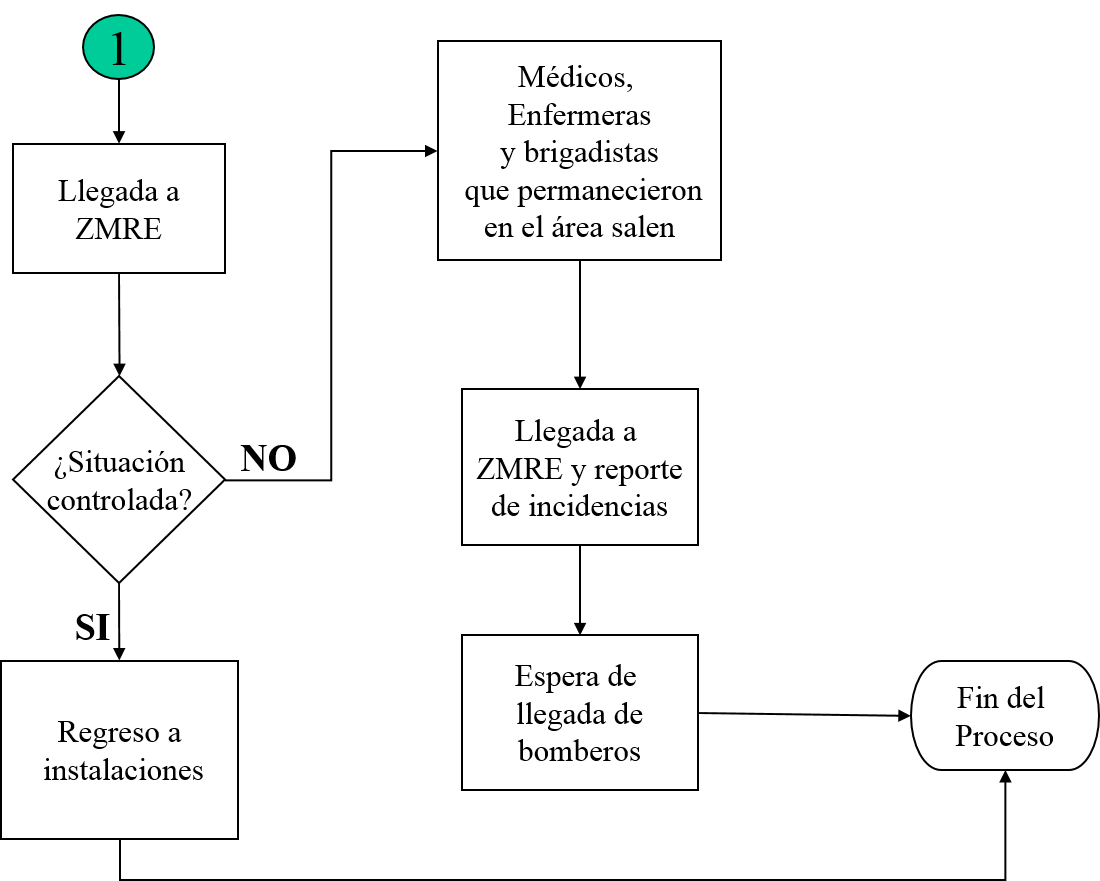 1
Llegada a
ZMRE
¿Situación
controlada?
NO
SI
Regreso a
instalaciones
Médicos,
Enfermeras
y brigadistas
que permanecieron
en el área salen
Llegada a
ZMRE y reporte
de incidencias
Espera de
llegada de
bomberos
Fin del
Proceso